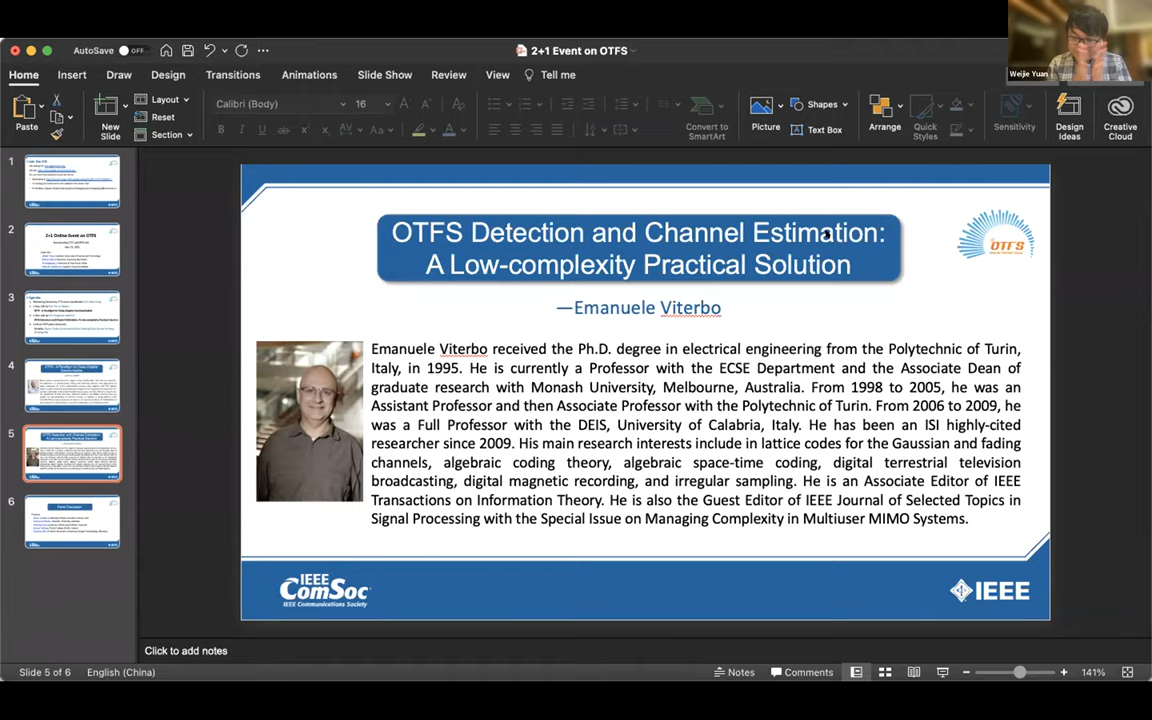 AutoSave
OFF
2+1 Event on OTFS
Weijie Yuan
Home
Insert
Draw
Design
Transitions
Animations
Slide Show
Review
View
Tell me
Paste
New
Slide
Layout
Reset
Section
Calibri (Body)
16
Convert to
SmartArt
Picture
Shapes
Text Box
Arrange
Quick
Styles
Sensitivity
Design
Ideas
Creative
Cloud
1
2
3
4
5
6
OTFS Detection and Channel Estimation:
A Low-complexity Practical Solution
OTFS
—Emanuele Viterbo
Emanuele Viterbo received the Ph.D. degree in electrical engineering from the Polytechnic of Turin,
Italy, in 1995. He is currently a Professor with the ECSE Department and the Associate Dean of
graduate research with Monash University, Melbourne, Australia. From 1998 to 2005, he was an
Assistant Professor and then Associate Professor with the Polytechnic of Turin. From 2006 to 2009, he
was a Full Professor with the DEIS, University of Calabria, Italy. He has been an ISI highly-cited
researcher since 2009. His main research interests include in lattice codes for the Gaussian and fading
channels, algebraic coding theory, algebraic space-time coding, digital terrestrial television
broadcasting, digital magnetic recording, and irregular sampling. He is an Associate Editor of IEEE
Transactions on Information Theory. He is also the Guest Editor of IEEE Journal of Selected Topics in
Signal Processing with the Special Issue on Managing Complexity in Multiuser MIMO Systems.
IEEE
ComSoc
IEEE Communications Society
IEEE
Click to add notes
Slide 5 of 6
English (China)
Notes
Comments
141%